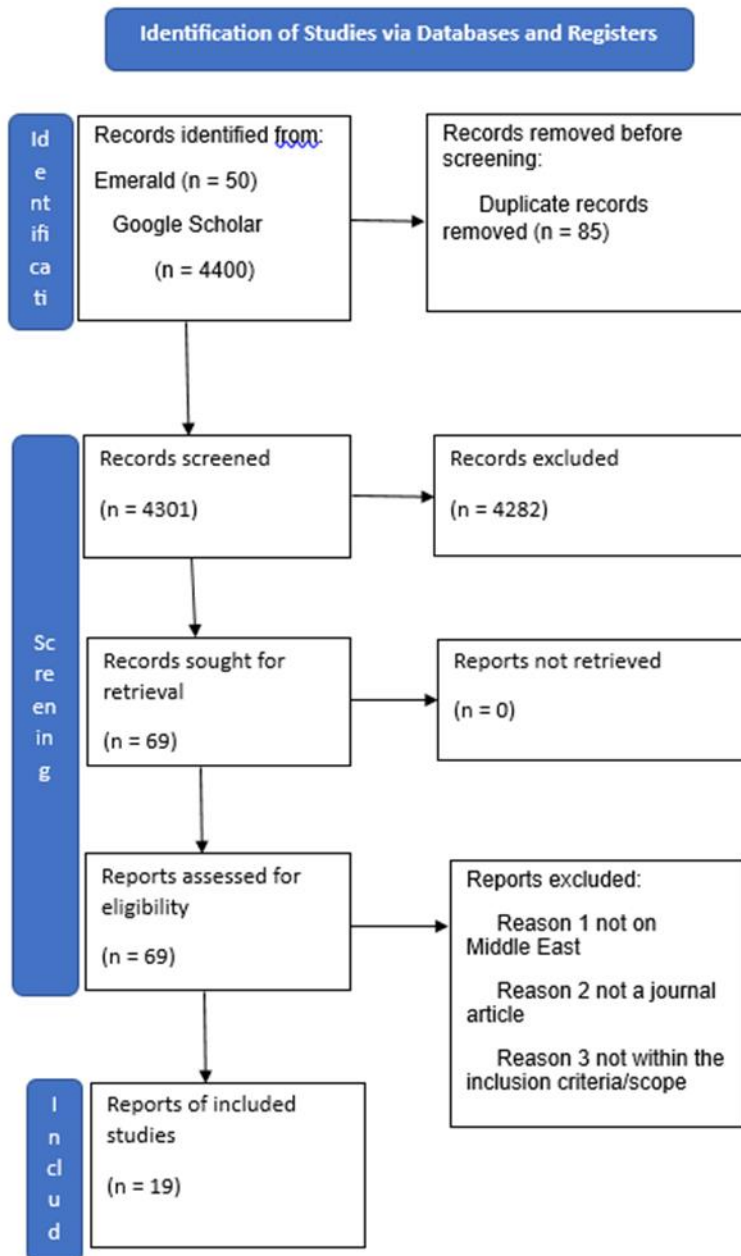 Identification of Studies via Databases and Registers
Id
e
nt
ifi
ca
ti
Records identified from:
Emerald (n = 50)
Google Scholar
(n = 4400)
Records removed before
screening:
Duplicate records
removed (n = 85)
Sc
re
en
in
g
Records screened
(n = 4301)
Records excluded
(n = 4282)
Records sought for
retrieval
(n = 69)
Reports not retrieved
(n = 0)
Reports assessed for
eligibility
(n = 69)
Reports excluded:
Reason 1 not on
Middle East
Reason 2 not a journal
article
Reason 3 not within the
inclusion criteria/scope
I
n
cl
u
d
Reports of included
studies
(n = 19)